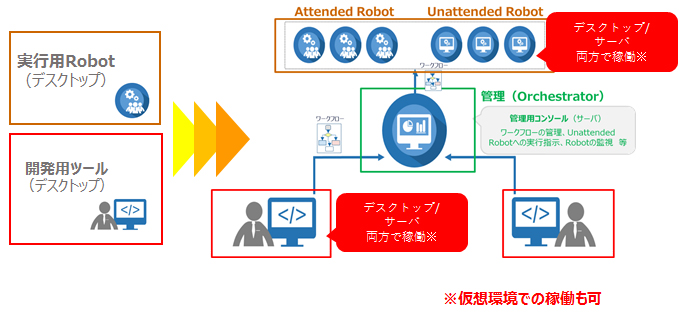 実行用Robot
（デスクトップ）
開発用ツール
（デスクトップ）
Attended Robot
Unattended Robot
デスクトップ/
サーバ
両方で稼働※
ワークフロー
ワークフロー
管理（Orchestrator）
管理用コンソール（サーバ）
ワークフローの管理、Unattended
Robotへの実行指示、Robotの監視 等
</>
</>
デスクトップ/
サーバ
両方で稼働※
</>
※仮想環境での稼働も可